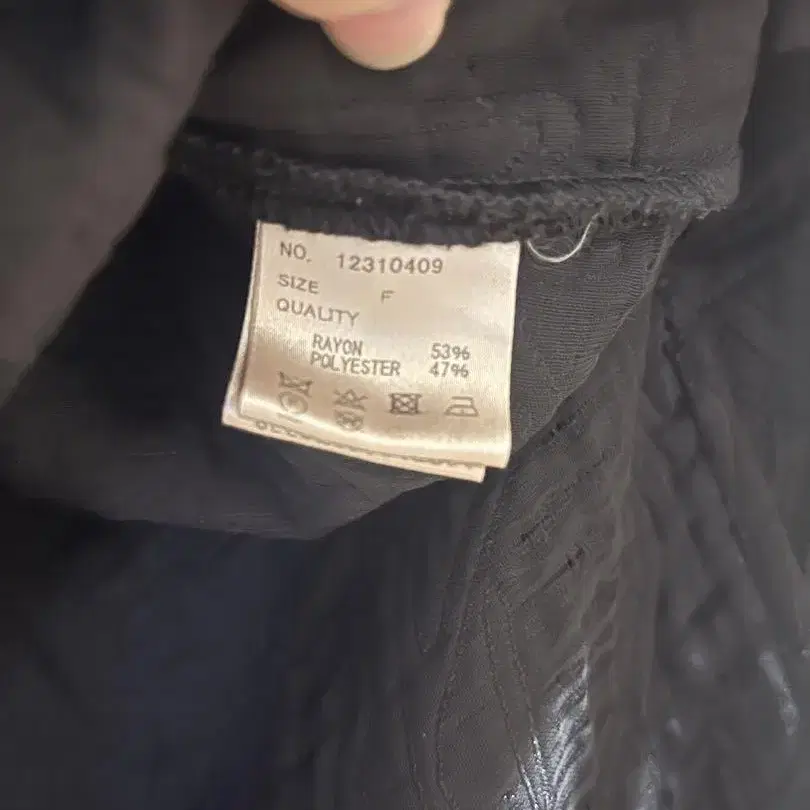 NO. 12310409
SIZE F
QUALITY
RAYON 53%
POLYESTER 47%